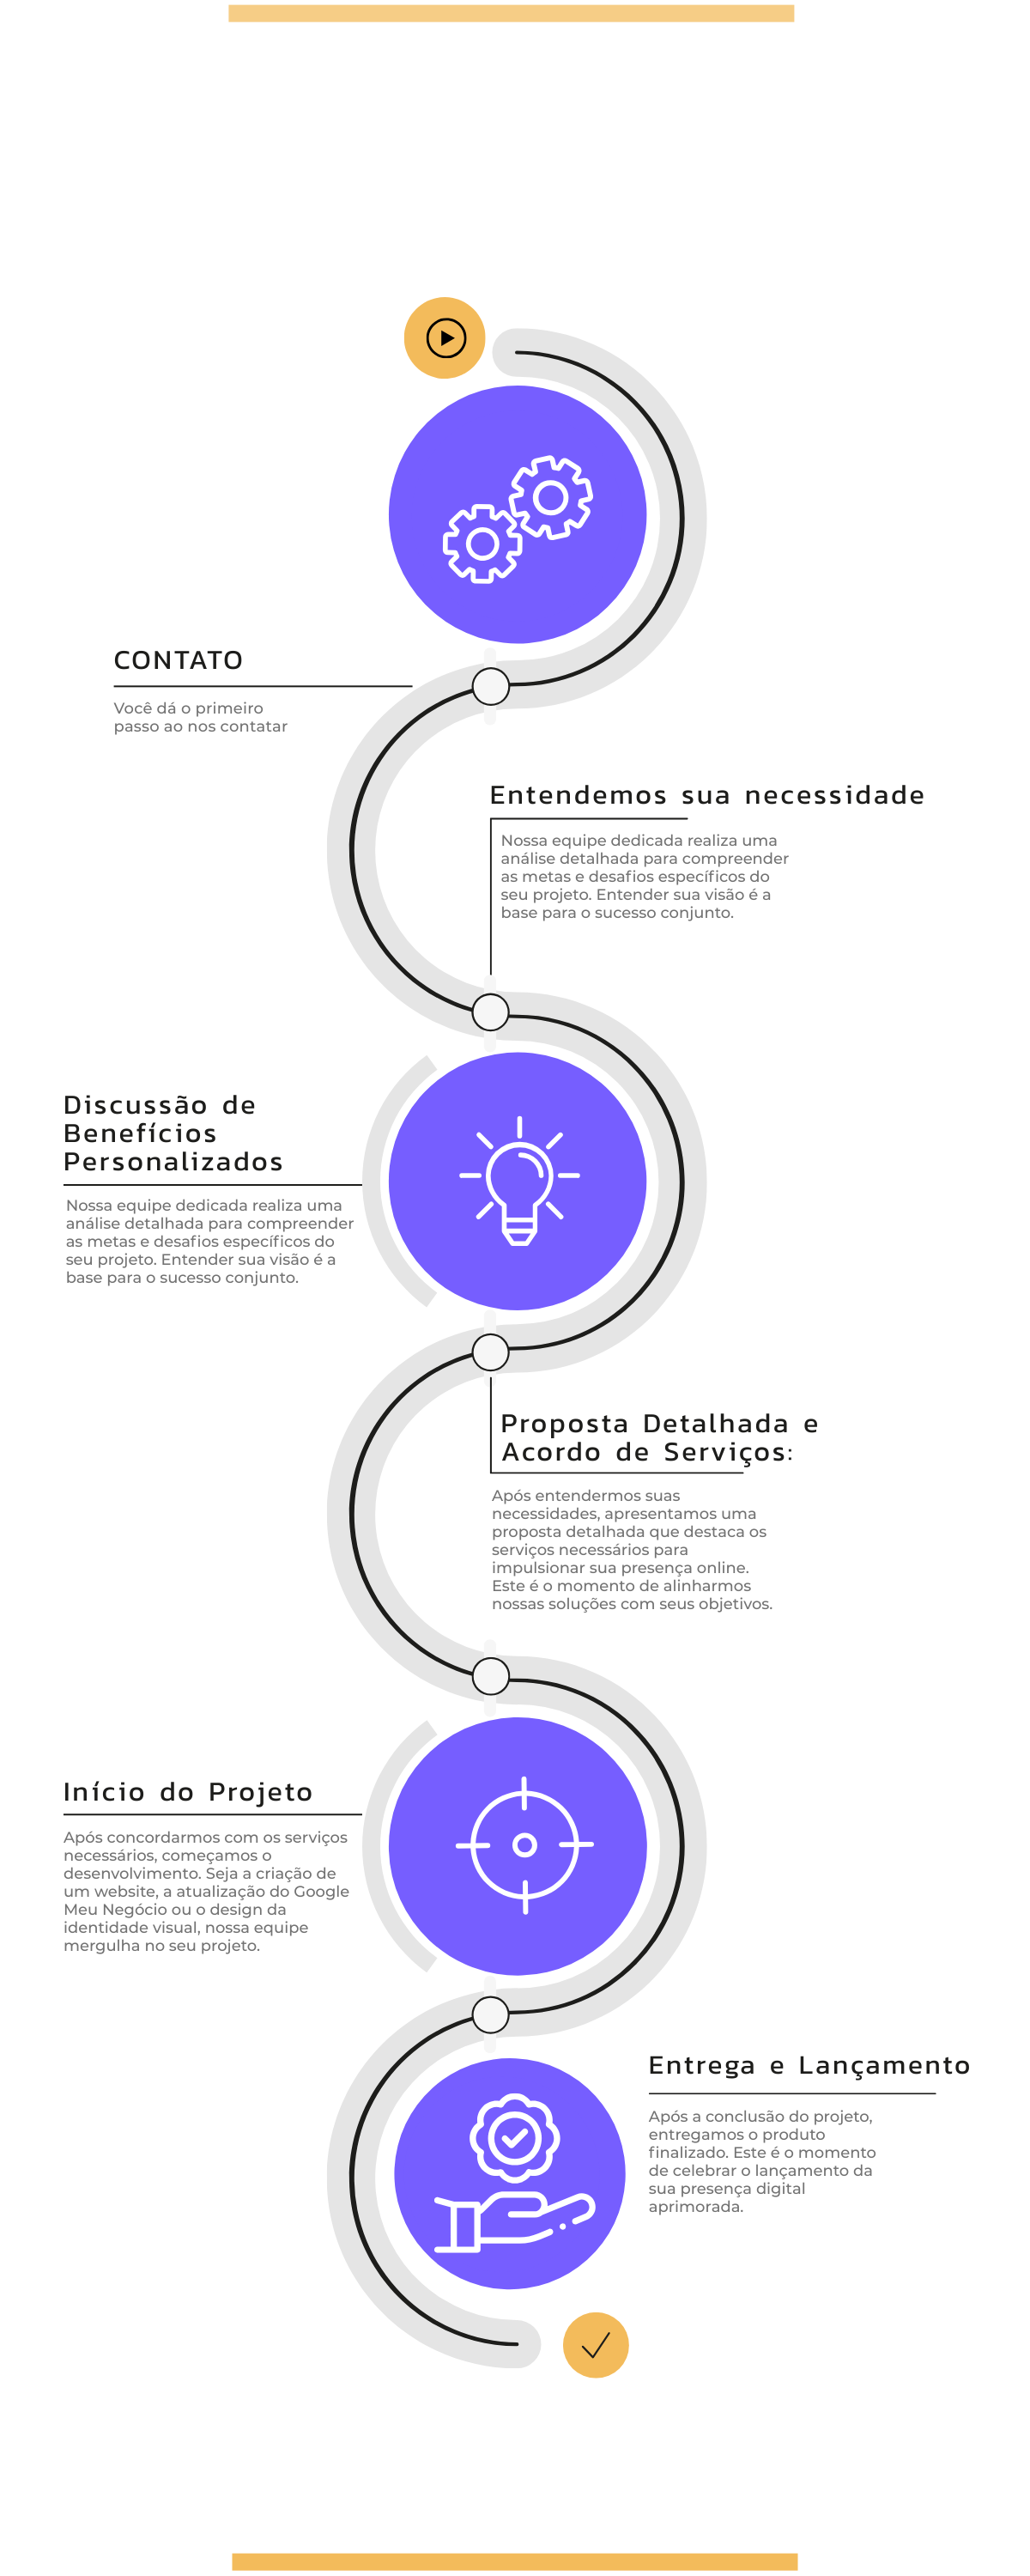 CONTATO
Você dá o primeiro
passo ao nos contatar
Entendemos sua necessidade
Nossa equipe dedicada realiza uma
análise detalhada para compreender
as metas e desafios específicos do
seu projeto. Entender sua visão é a
base para o sucesso conjunto.
Discussão de
Benefícios
Personalizados
Nossa equipe dedicada realiza uma
análise detalhada para compreender
as metas e desafios específicos do
seu projeto. Entender sua visão é a
base para o sucesso conjunto.
Proposta Detalhada e
Acordo de Serviços:
Após entendermos suas
necessidades, apresentamos uma
proposta detalhada que destaca os
serviços necessários para
impulsionar sua presença online.
Este é o momento de alinharmos
nossas soluções com seus objetivos.
Início do Projeto
Após concordarmos com os serviços
necessários, começamos o
desenvolvimento. Seja a criação de
um website, a atualização do Google
Meu Negócio ou o design da
identidade visual, nossa equipe
mergulha no seu projeto.
Entrega e Lançamento
Após a conclusão do projeto,
entregamos o produto
finalizado. Este é o momento
de celebrar o lançamento da
sua presença digital
aprimorada.